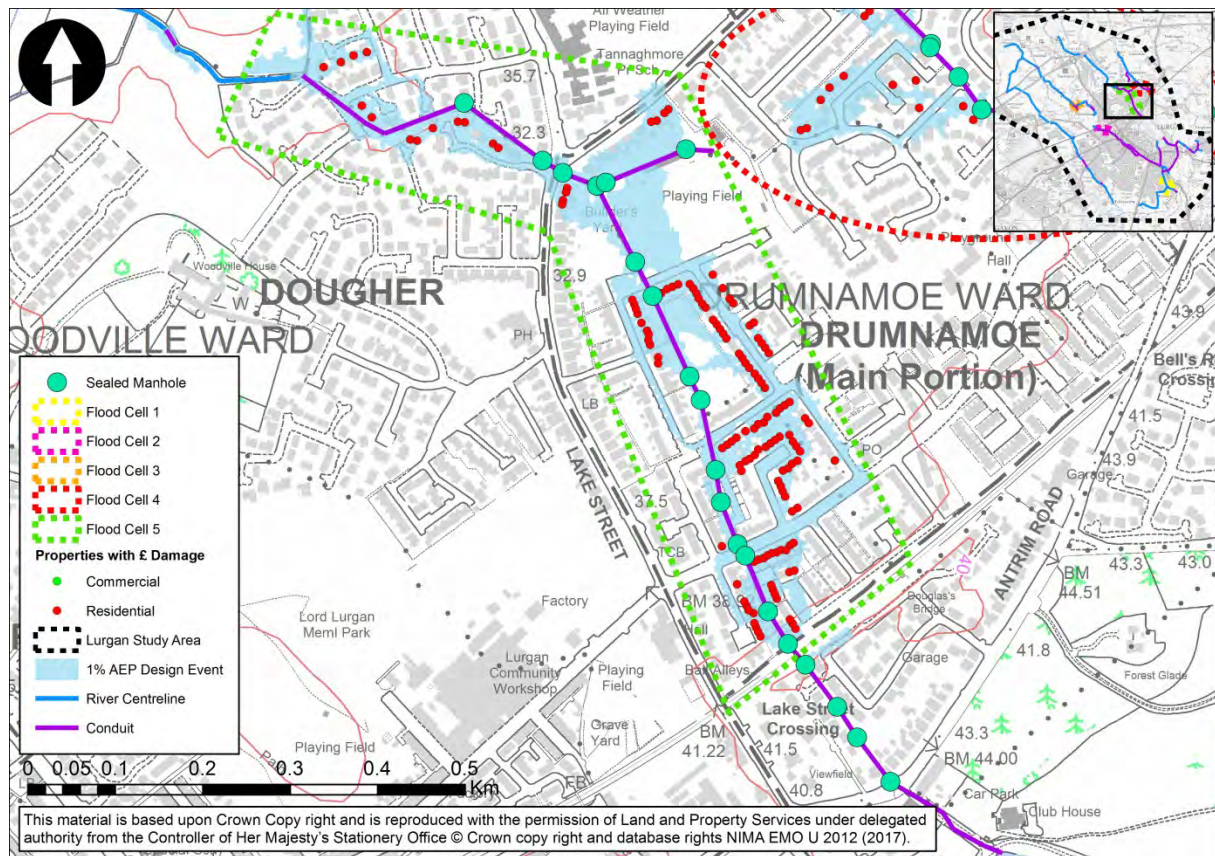 All Weather
Playing Field
Tannaghmore
Pr Sch
35.7
32.3
Playing Field
Builder's
Yard
Playground
Hall
Woodville House
W
DOUGHER
32.9
DRUMNAMOE WARD
DRUMNAMOE
(Main Portion)
OODVILLE WARD
PH
43.9
Bell's R
Crossing
LB
41.5
43.9
Garage
PO
LAKE STREET
37.5
TCB
ANTRIM ROAD
40
BM
44.51
43.3
43.0
BM 38.9
Hall
Douglas's
Bridge
Factory
Lord Lurgan
Meml Park
Lurgan
Community
Workshop
Playing
Field
Ball Alleys
Garage
41.8
Forest Glade
Grave
Yard
Lake Street
Crossing
BM
41.22
41.5
43.3
BM 44.00
Playing Field
Viewfield
40.8
FB
Car Park
Club House
Sealed Manhole
Flood Cell 1
Flood Cell 2
Flood Cell 3
Flood Cell 4
Flood Cell 5
Properties with £ Damage
Commercial
Residential
Lurgan Study Area
1% AEP Design Event
River Centreline
Conduit
0 0.05 0.1 0.2 0.3 0.4 0.5
Km
This material is based upon Crown Copy right and is reproduced with the permission of Land and Property Services under delegated
authority from the Controller of Her Majesty's Stationery Office © Crown copy right and database rights NIMA EMO U 2012 (2017).